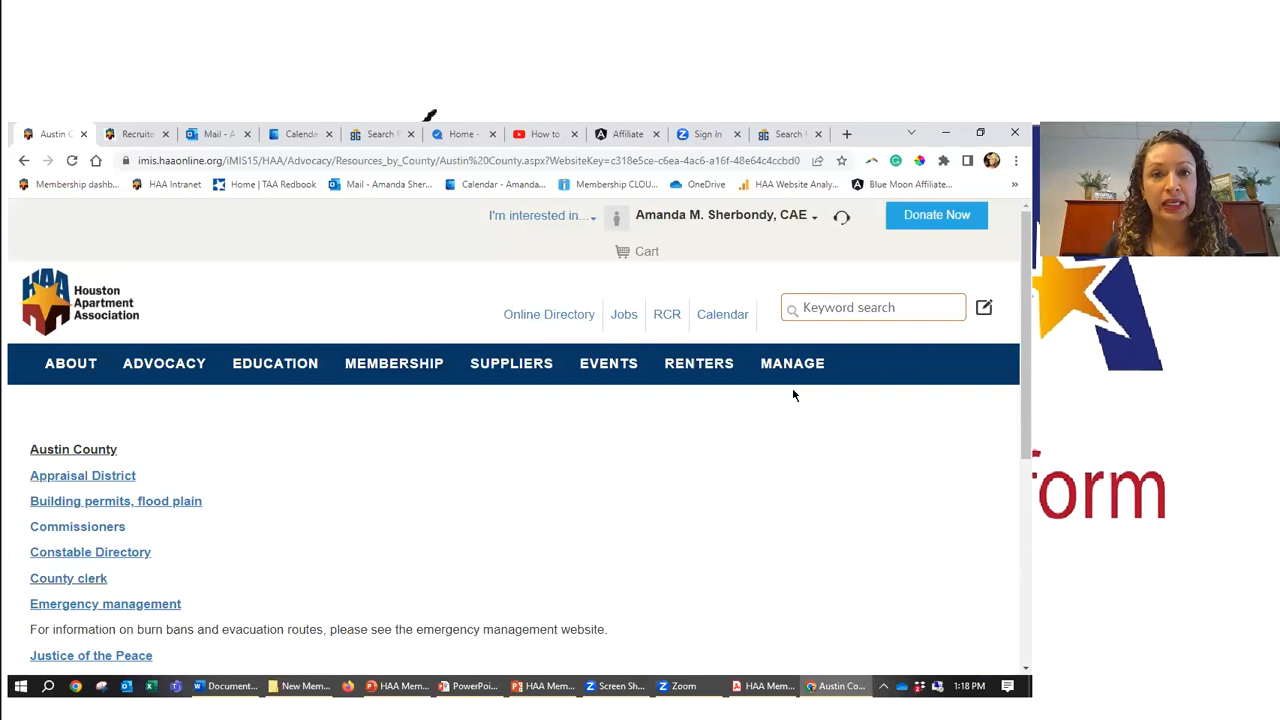 Austin C
Recruite
Mail - A
Calenda
Search F
Home -
How to
Affiliate
Sign In
Search F
imis.haaonline.org/iMIS15/HAA/Advocacy/Resources_by_County/Austin%20County.aspx?WebsiteKey=c318e5ce-c6ea-4ac6-a16f-48e64c4ccbd0
Membership dashb...
HAA Intranet
Home | TAA Redbook
Mail - Amanda Sher...
Calendar - Amanda...
Membership CLOU...
OneDrive
HAA Website Analy...
Blue Moon Affiliate...
»
I'm interested in...
Amanda M. Sherbondy, CAE
Donate Now
Cart
HAA
Houston
Apartment
Association
Online Directory
Jobs
RCR
Calendar
Keyword search
ABOUT ADVOCACY EDUCATION MEMBERSHIP SUPPLIERS EVENTS RENTERS MANAGE
Austin County
Appraisal District
Building permits, flood plain
Commissioners
Constable Directory
County clerk
Emergency management
For information on burn bans and evacuation routes, please see the emergency management website.
Justice of the Peace
orm
Document...
New Mem...
HAA Mem...
PowerPoi...
HAA Mem...
Screen Sh...
Zoom
HAA Mem...
Austin Co...
1:18 PM